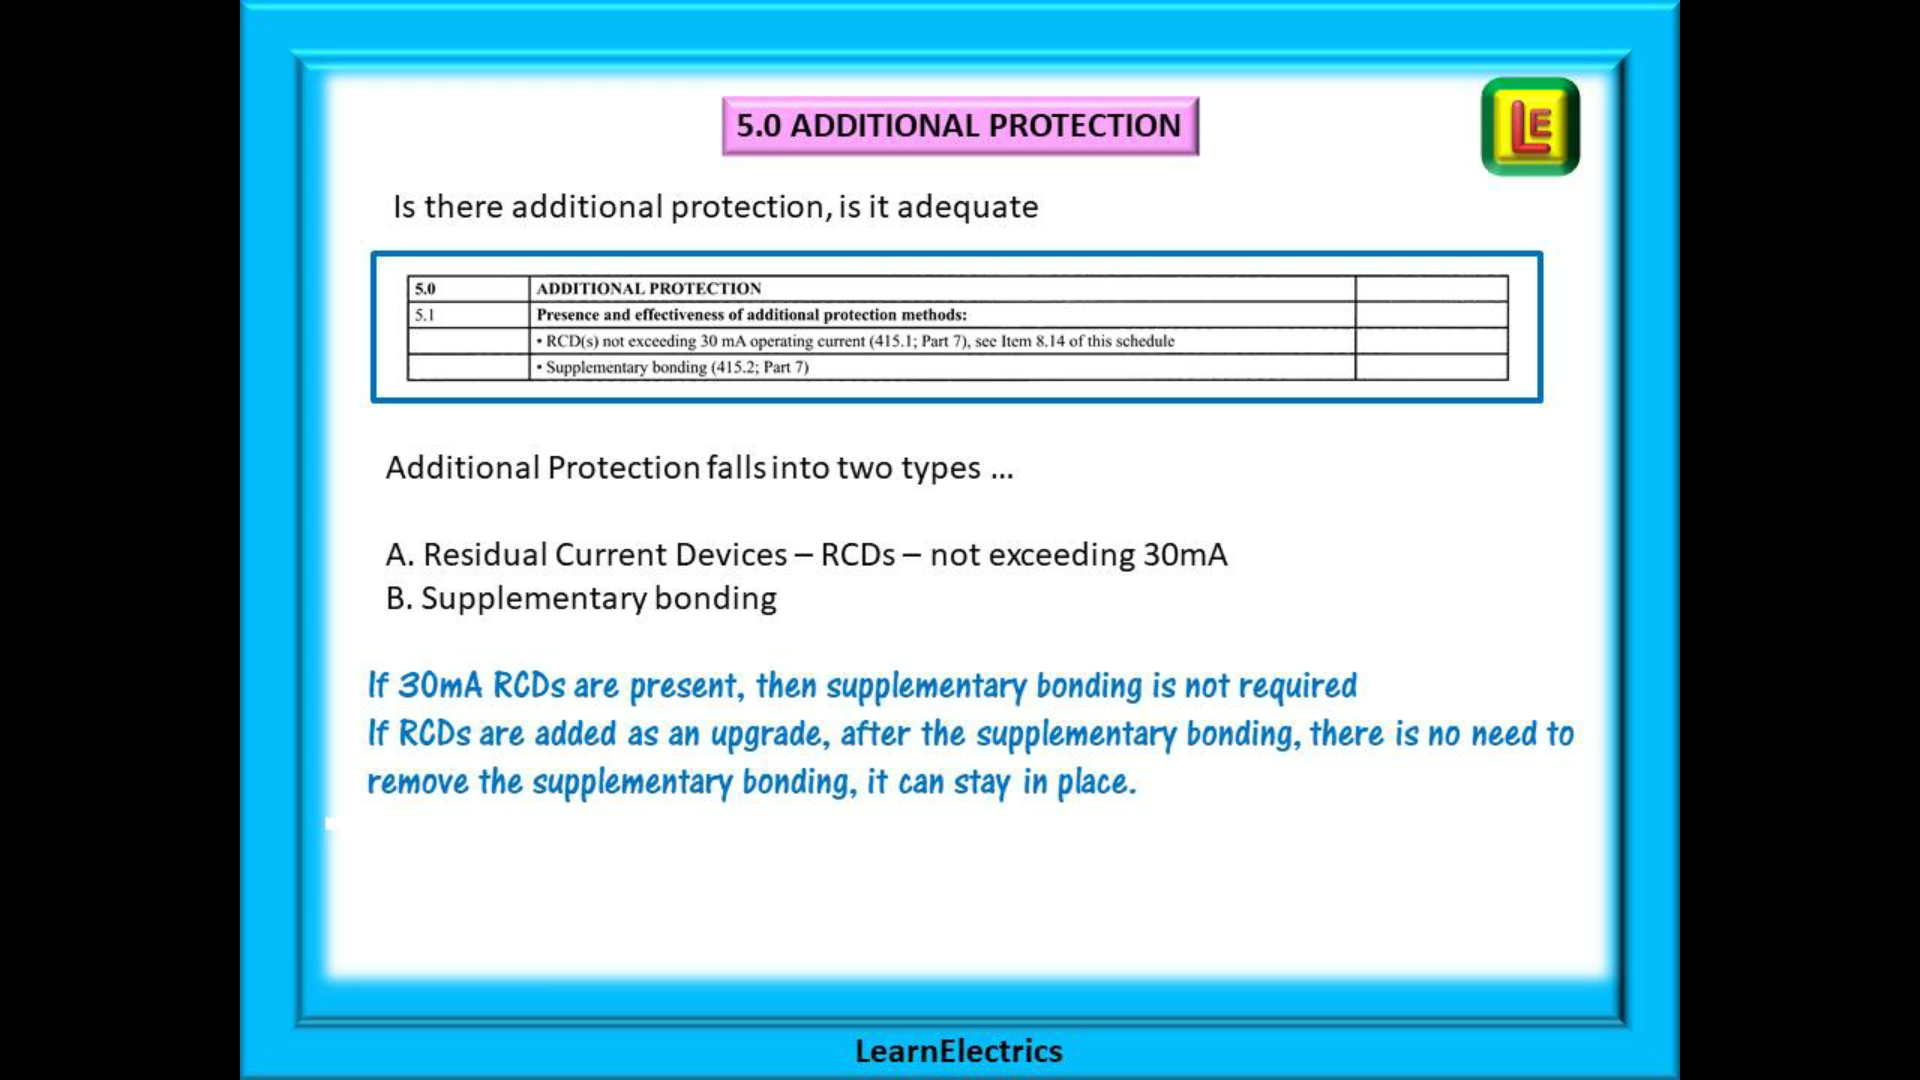 5.0 ADDITIONAL PROTECTION
LE
Is there additional protection, is it adequate
5.0 ADDITIONAL PROTECTION
5.1 Presence and effectiveness of additional protection methods:
• RCD(s) not exceeding 30 mA operating current (415.1; Part 7), see Item 8.14 of this schedule
• Supplementary bonding (415.2; Part 7)
Additional Protection falls into two types ...
A. Residual Current Devices – RCDs – not exceeding 30mA
B. Supplementary bonding
If 30mA RCDs are present, then supplementary bonding is not required
If RCDs are added as an upgrade, after the supplementary bonding, there is no need to
remove the supplementary bonding, it can stay in place.
LearnElectrics